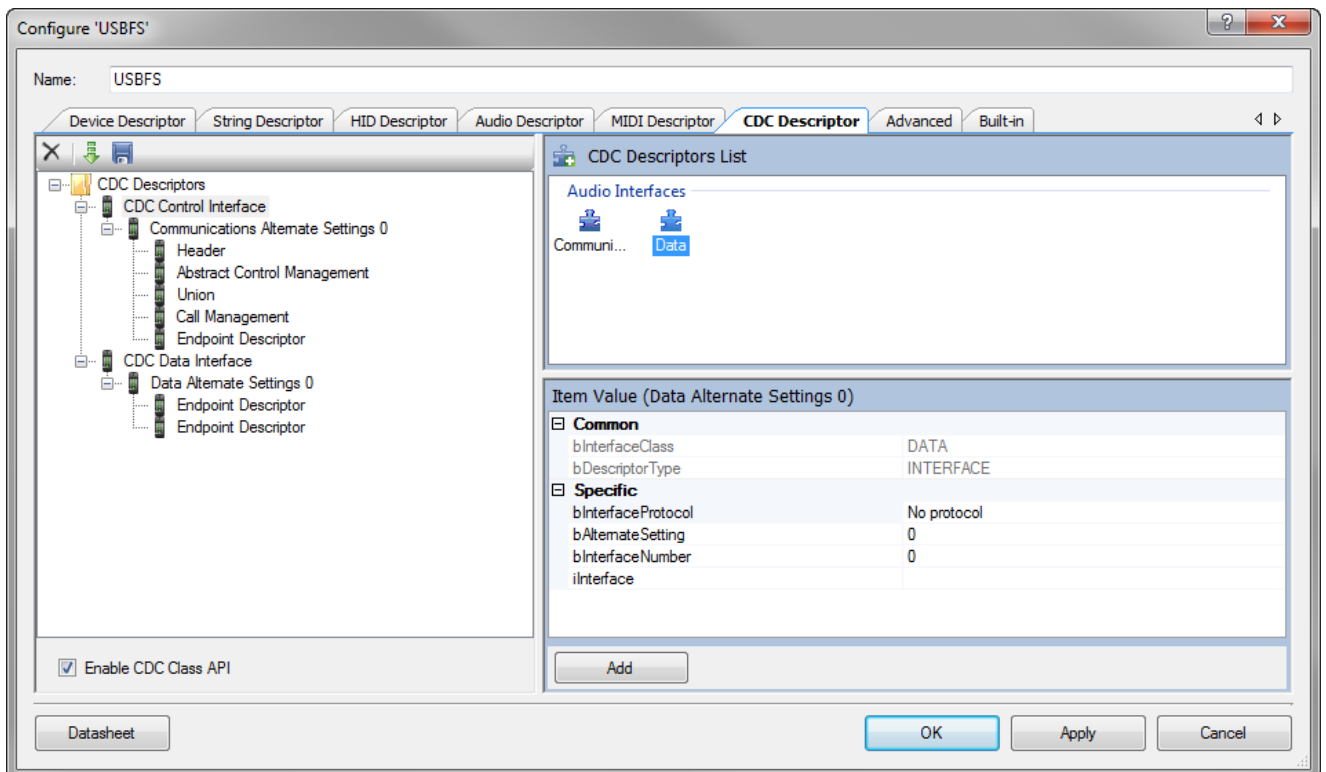 Configure 'USBFS'
Name: USBFS
Device Descriptor String Descriptor HID Descriptor Audio Descriptor MIDI Descriptor CDC Descriptor Advanced Built-in
CDC Descriptors
CDC Control Interface
Communications Alternate Settings 0
Header
Abstract Control Management
Union
Call Management
Endpoint Descriptor
CDC Data Interface
Data Alternate Settings 0
Endpoint Descriptor
Endpoint Descriptor
Enable CDC Class API
CDC Descriptors List
Audio Interfaces
Communi... Data
Item Value (Data Alternate Settings 0)
Common
bInterfaceClass DATA
bDescriptorType INTERFACE
Specific
bInterfaceProtocol No protocol
bAlternateSetting 0
bInterfaceNumber 0
iInterface
Add
Datasheet OK Apply Cancel